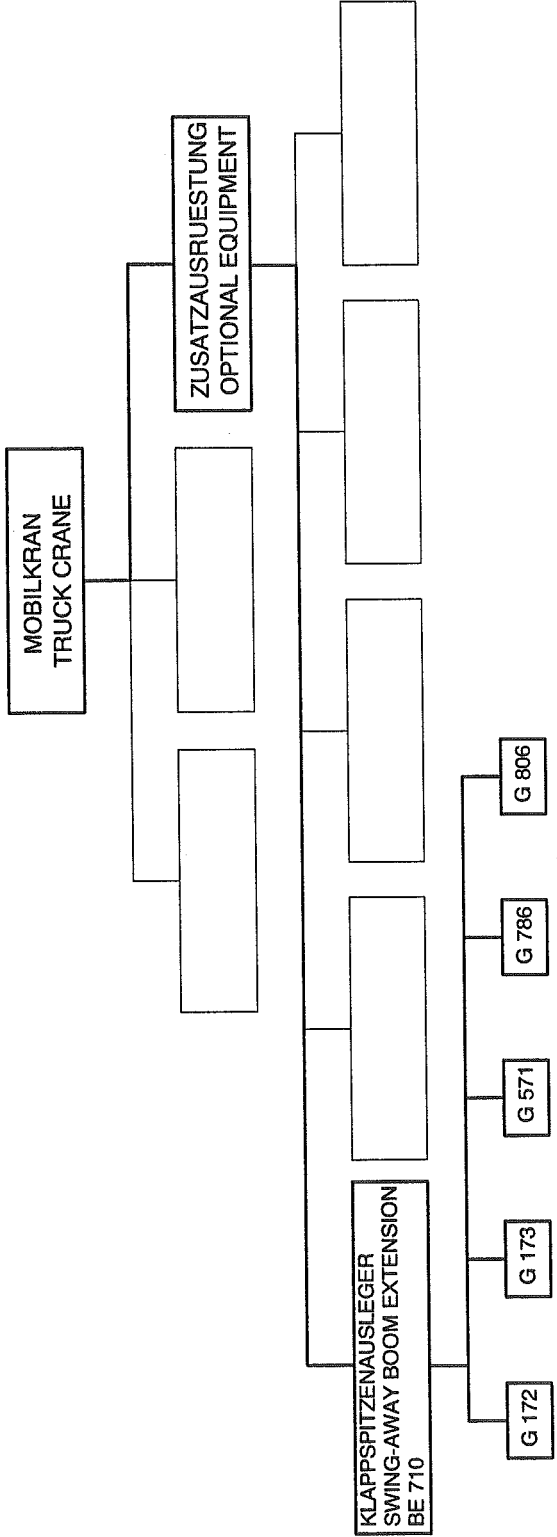 MOBILKRAN
TRUCK CRANE
ZUSATZAUSRUESTUNG
OPTIONAL EQUIPMENT
KLAPPSPITZENAUSLEGER
SWING-AWAY BOOM EXTENSION
BE 710
G 172
G 173
G 571
G 786
G 806